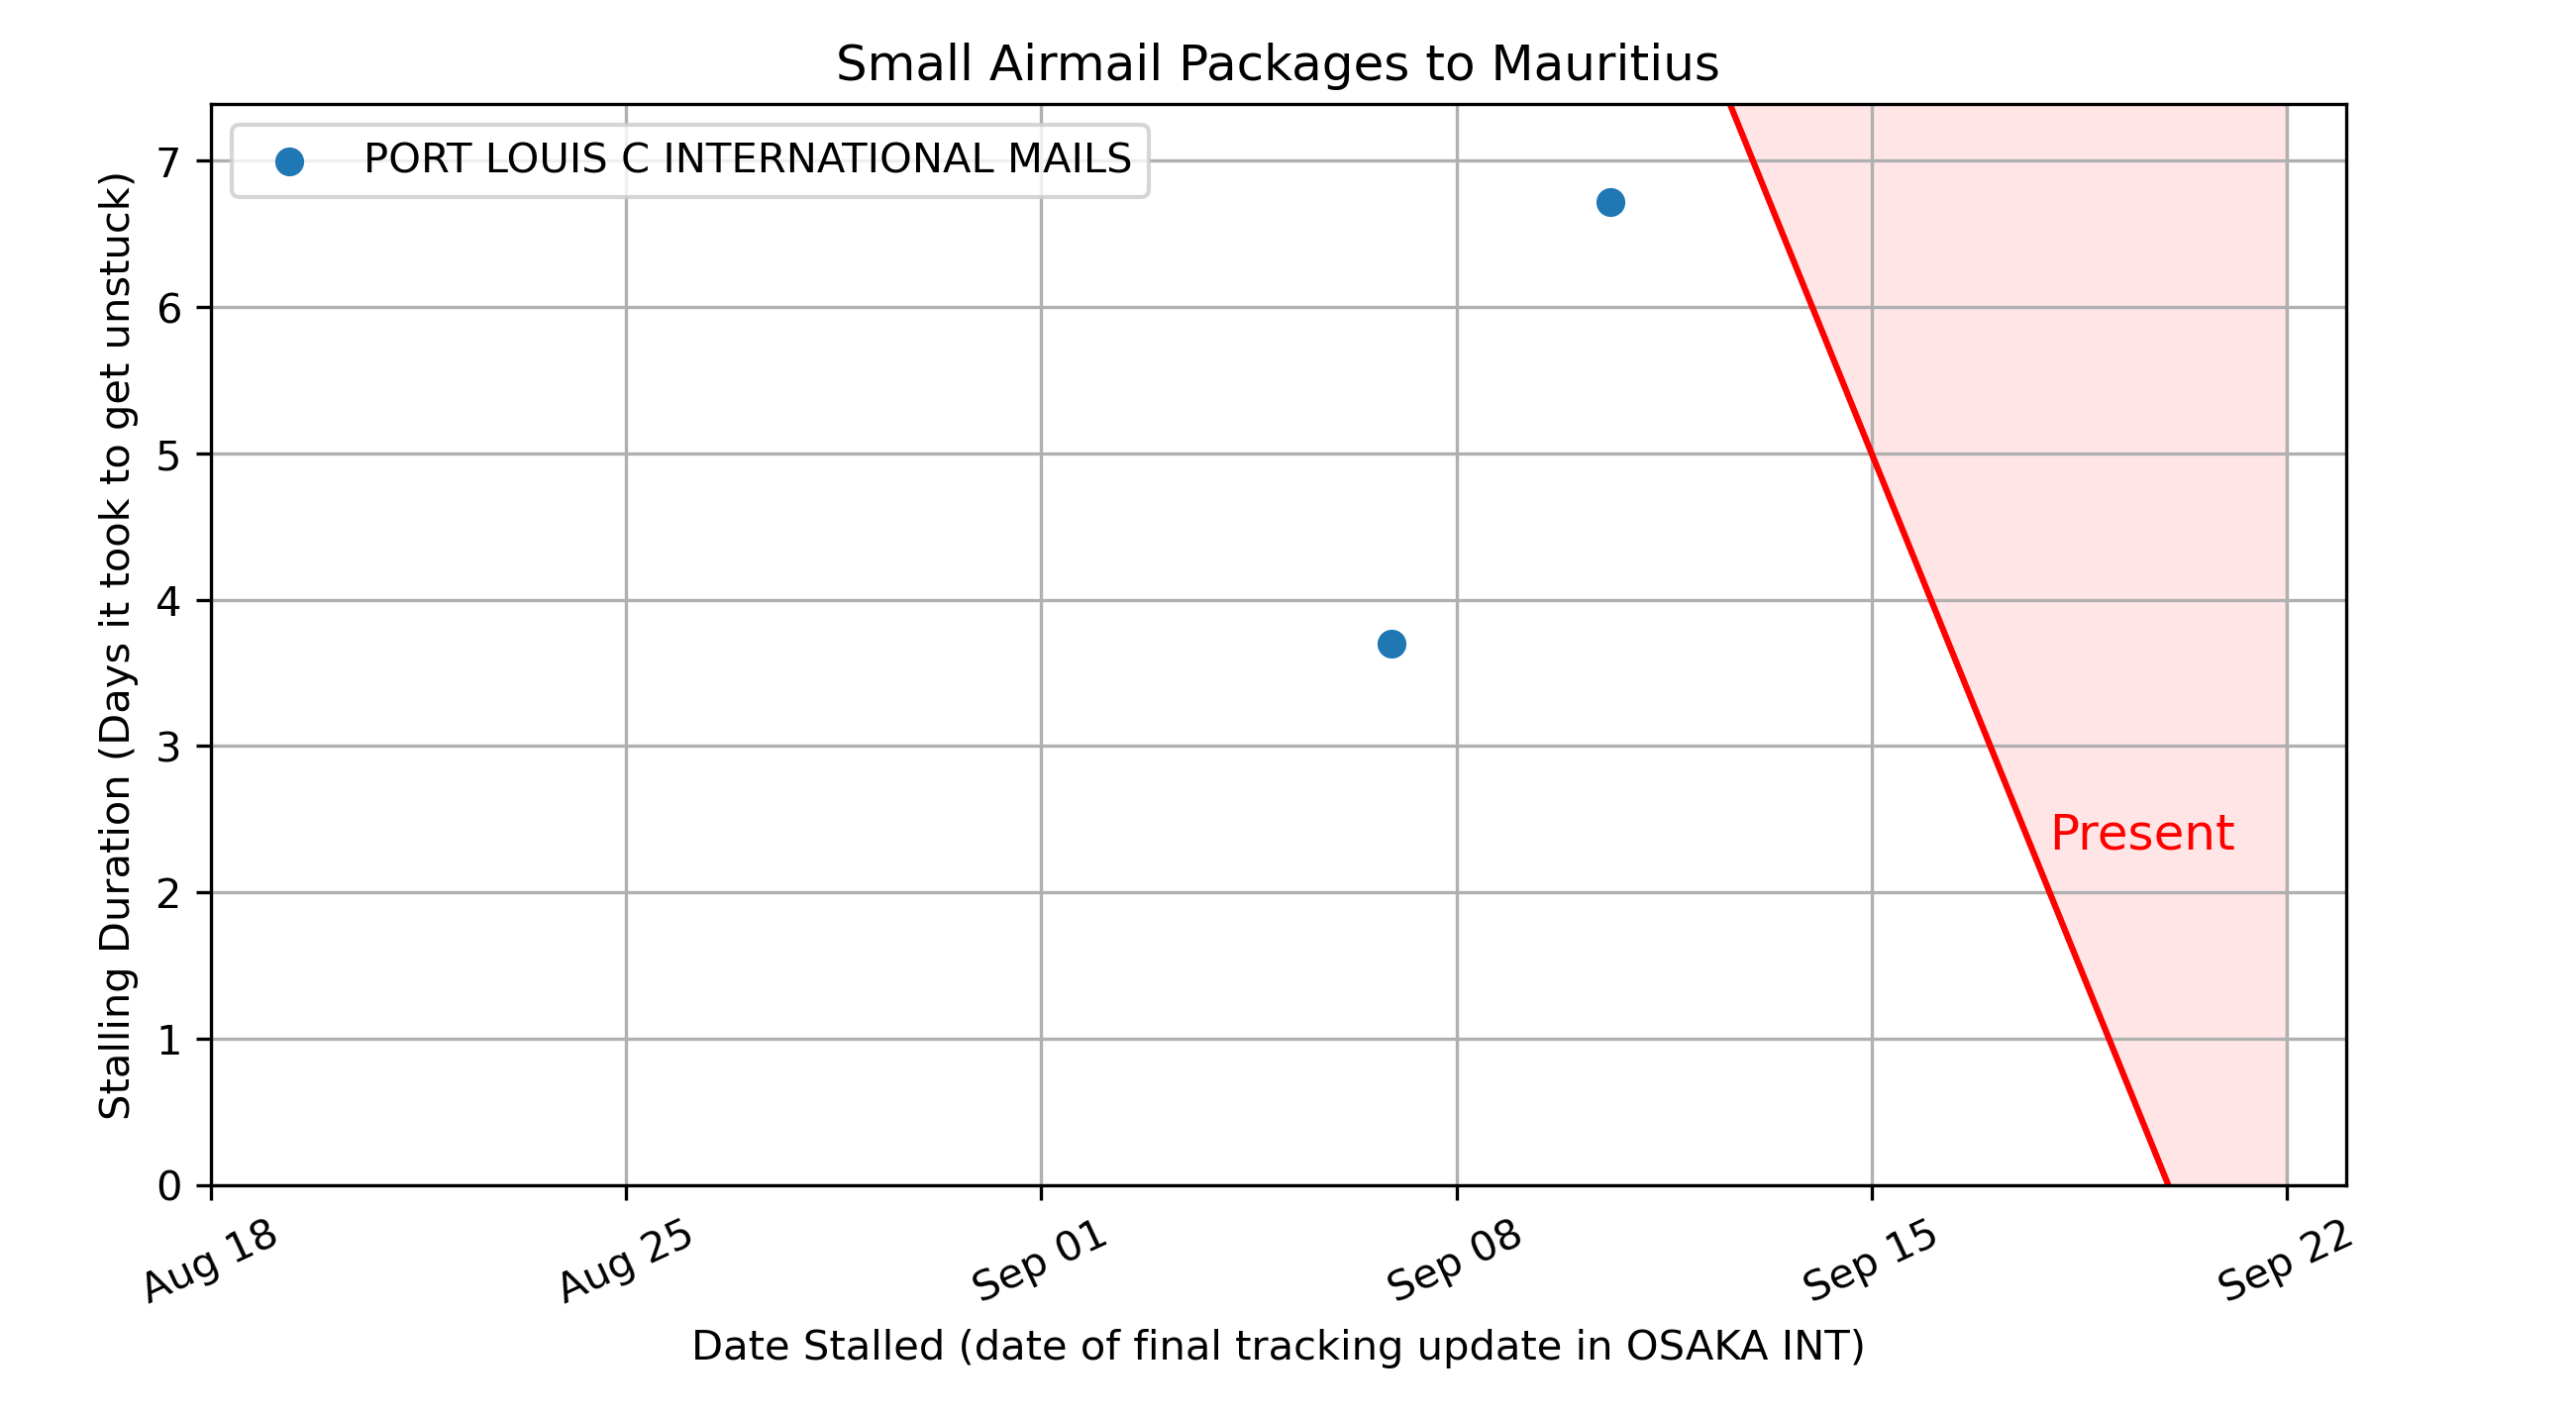 Small Airmail Packages to Mauritius
PORT LOUIS C INTERNATIONAL MAILS
Stalling Duration (Days it took to get unstuck)
7
6
5
4
3
2
1
0
Present
Aug 18
Aug 25
Sep 01
Sep 08
Sep 15
Sep 22
Date Stalled (date of final tracking update in OSAKA INT)